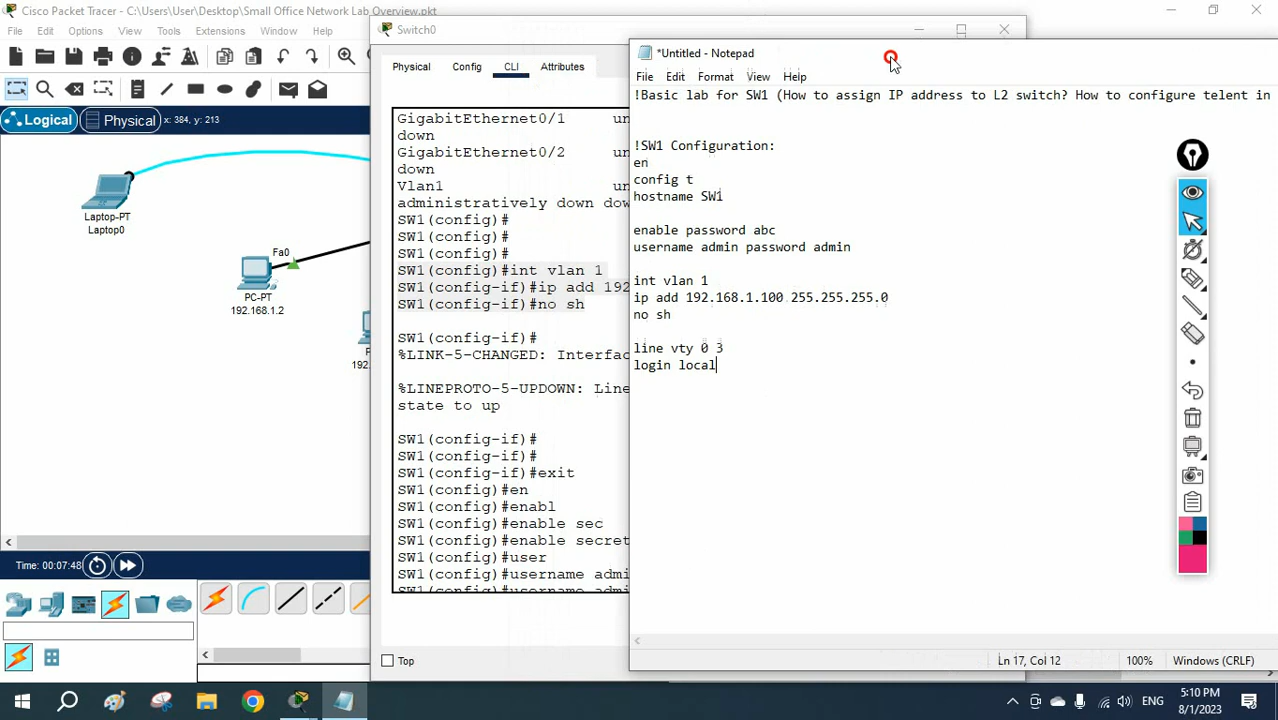 Cisco Packet Tracer - C:\Users\User\Desktop\Small Office Network Lab Overview.pkt
File Edit Options View Tools Extensions Window Help
Logical Physical x: 384, y: 213
Laptop-PT
Laptop0
Fa0
PC-PT
192.168.1.2
P
192
Time: 00:07:48
Switch0
Physical Config CLI Attributes
GigabitEthernet0/1 un
down
GigabitEthernet0/2 un
down
Vlan1 un
administratively down dow
SW1(config)#
SW1(config)#
SW1(config)#
SW1(config)#int vlan 1
SW1(config-if)#ip add 192
SW1(config-if)#no sh
SW1(config-if)#
%LINK-5-CHANGED: Interfa
%LINEPROTO-5-UPDOWN: Line
state to up
SW1(config-if)#
SW1(config-if)#
SW1(config-if)#exit
SW1(config)#en
SW1(config)#enabl
SW1(config)#enable sec
SW1(config)#enable secret
SW1(config)#user
SW1(config)#username admi
SW1(config)#username admi
Top
*Untitled - Notepad
File Edit Format View Help
!Basic lab for SW1 (How to assign IP address to L2 switch? How to configure telent in
!SW1 Configuration:
en
config t
hostname SW1
enable password abc
username admin password admin
int vlan 1
ip add 192.168.1.100 255.255.255.0
no sh
line vty 0 3
login local
Ln 17, Col 12 100% Windows (CRLF)
ENG
5:10 PM
8/1/2023